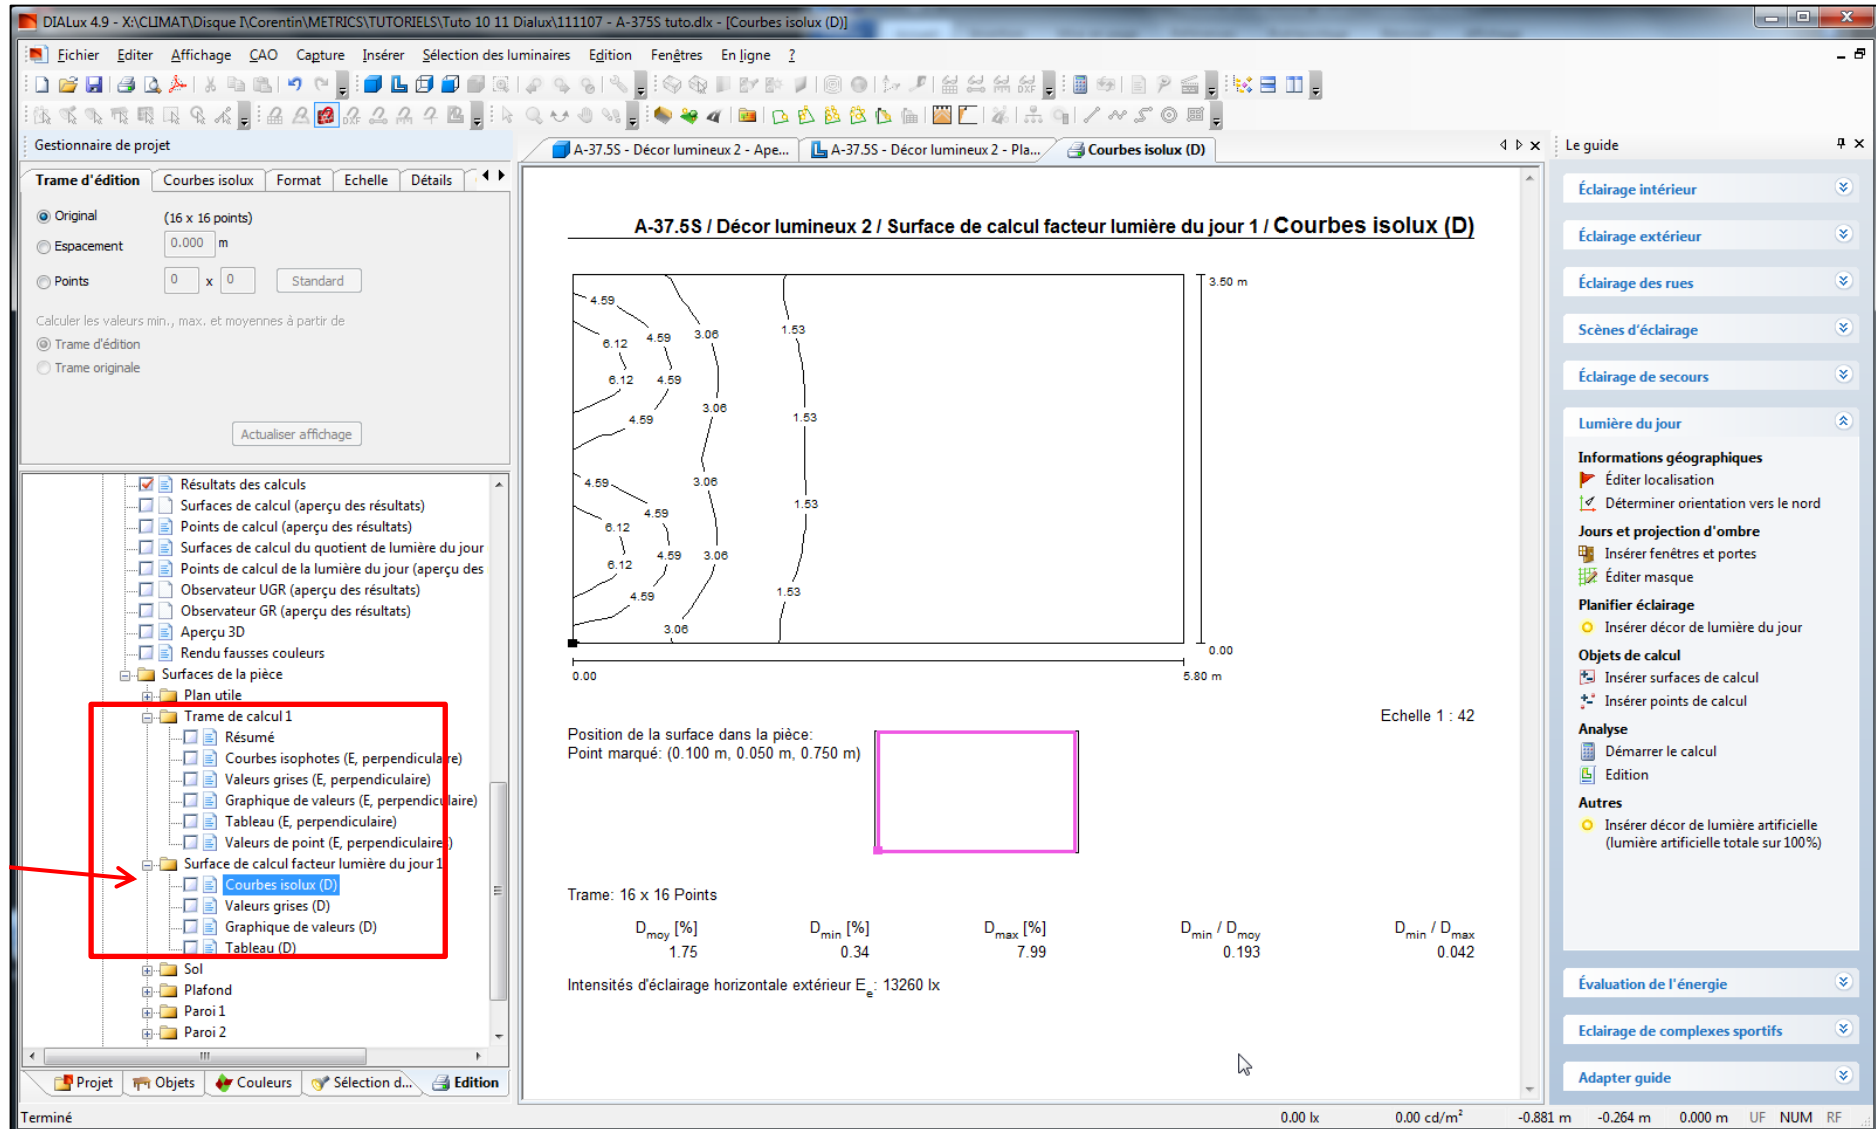 DIALux 4.9 - X:\CLIMAT\Disque I\Corentin\METRICS\TUTORIELS\Tuto 10 11 Dialux\111107 - A-375S tuto.dlx - [Courbes isolux (D)]
Fichier Editer Affichage CAO Capture Insérer Sélection des luminaires Edition Fenêtres En ligne ?
Gestionnaire de projet
Trame d'édition Courbes isolux Format Echelle Détails
Original (16 x 16 points)
Espacement 0.000 m
Points 0 x 0 Standard
Calculer les valeurs min., max. et moyennes à partir de
Trame d'édition
Trame originale
Actualiser affichage
Résultats des calculs
Surfaces de calcul (aperçu des résultats)
Points de calcul (aperçu des résultats)
Surfaces de calcul du quotient de lumière du jour
Points de calcul de la lumière du jour (aperçu des
Observateur UGR (aperçu des résultats)
Observateur GR (aperçu des résultats)
Aperçu 3D
Rendu fausses couleurs
Surfaces de la pièce
Plan utile
Trame de calcul 1
Résumé
Courbes isophotes (E, perpendiculaire)
Valeurs grises (E, perpendiculaire)
Graphique de valeurs (E, perpendiculaire)
Tableau (E, perpendiculaire)
Valeurs de point (E, perpendiculaire)
Surface de calcul facteur lumière du jour 1
Courbes isolux (D)
Valeurs grises (D)
Graphique de valeurs (D)
Tableau (D)
Sol
Plafond
Paroi 1
Paroi 2
Projet Objets Couleurs Sélection d... Edition
Terminé
A-37.5S - Décor lumineux 2 - Ape... A-37.5S - Décor lumineux 2 - Pla... Courbes isolux (D)
A-37.5S / Décor lumineux 2 / Surface de calcul facteur lumière du jour 1 / Courbes isolux (D)
3.50 m
4.59
6.12 4.59 3.06 1.53
6.12 4.59
3.06
4.59 1.53
4.59 3.06
4.59 1.53
6.12
4.59 3.06
6.12
4.59 1.53
3.06
0.00
0.00 5.80 m
Echelle 1 : 42
Position de la surface dans la pièce:
Point marqué: (0.100 m, 0.050 m, 0.750 m)
Trame: 16 x 16 Points
Dmoy [%] Dmin [%] Dmax [%] Dmin / Dmoy Dmin / Dmax
1.75 0.34 7.99 0.193 0.042
Intensités d'éclairage horizontale extérieur Ee: 13260 lx
Le guide
Éclairage intérieur
Éclairage extérieur
Éclairage des rues
Scènes d'éclairage
Éclairage de secours
Lumière du jour
Informations géographiques
Éditer localisation
Déterminer orientation vers le nord
Jours et projection d'ombre
Insérer fenêtres et portes
Éditer masque
Planifier éclairage
Insérer décor de lumière du jour
Objets de calcul
Insérer surfaces de calcul
Insérer points de calcul
Analyse
Démarrer le calcul
Edition
Autres
Insérer décor de lumière artificielle
(lumière artificielle totale sur 100%)
Évaluation de l'énergie
Eclairage de complexes sportifs
Adapter guide
0.00 lx 0.00 cd/m² -0.881 m -0.264 m 0.000 m UF NUM RF